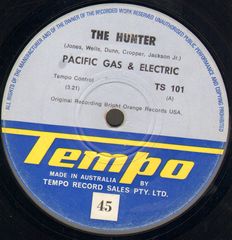 ALL RIGHTS OF THE MANUFACTURER AND OF THE OWNER OF THE RECORDED WORK RESERVED UNAUTHORISED PUBLIC PERFORMANCE AND COPYING PROHIBITED
THE HUNTER
(Jones, Wells, Dunn, Cropper, Jackson Jr.)
PACIFIC GAS & ELECTRIC
Tempo Control
TS 101
(3.21)
(A)
Original Recording Bright Orange Records USA.
Tempo
MADE IN AUSTRALIA BY
TEMPO RECORD SALES PTY. LTD.
45